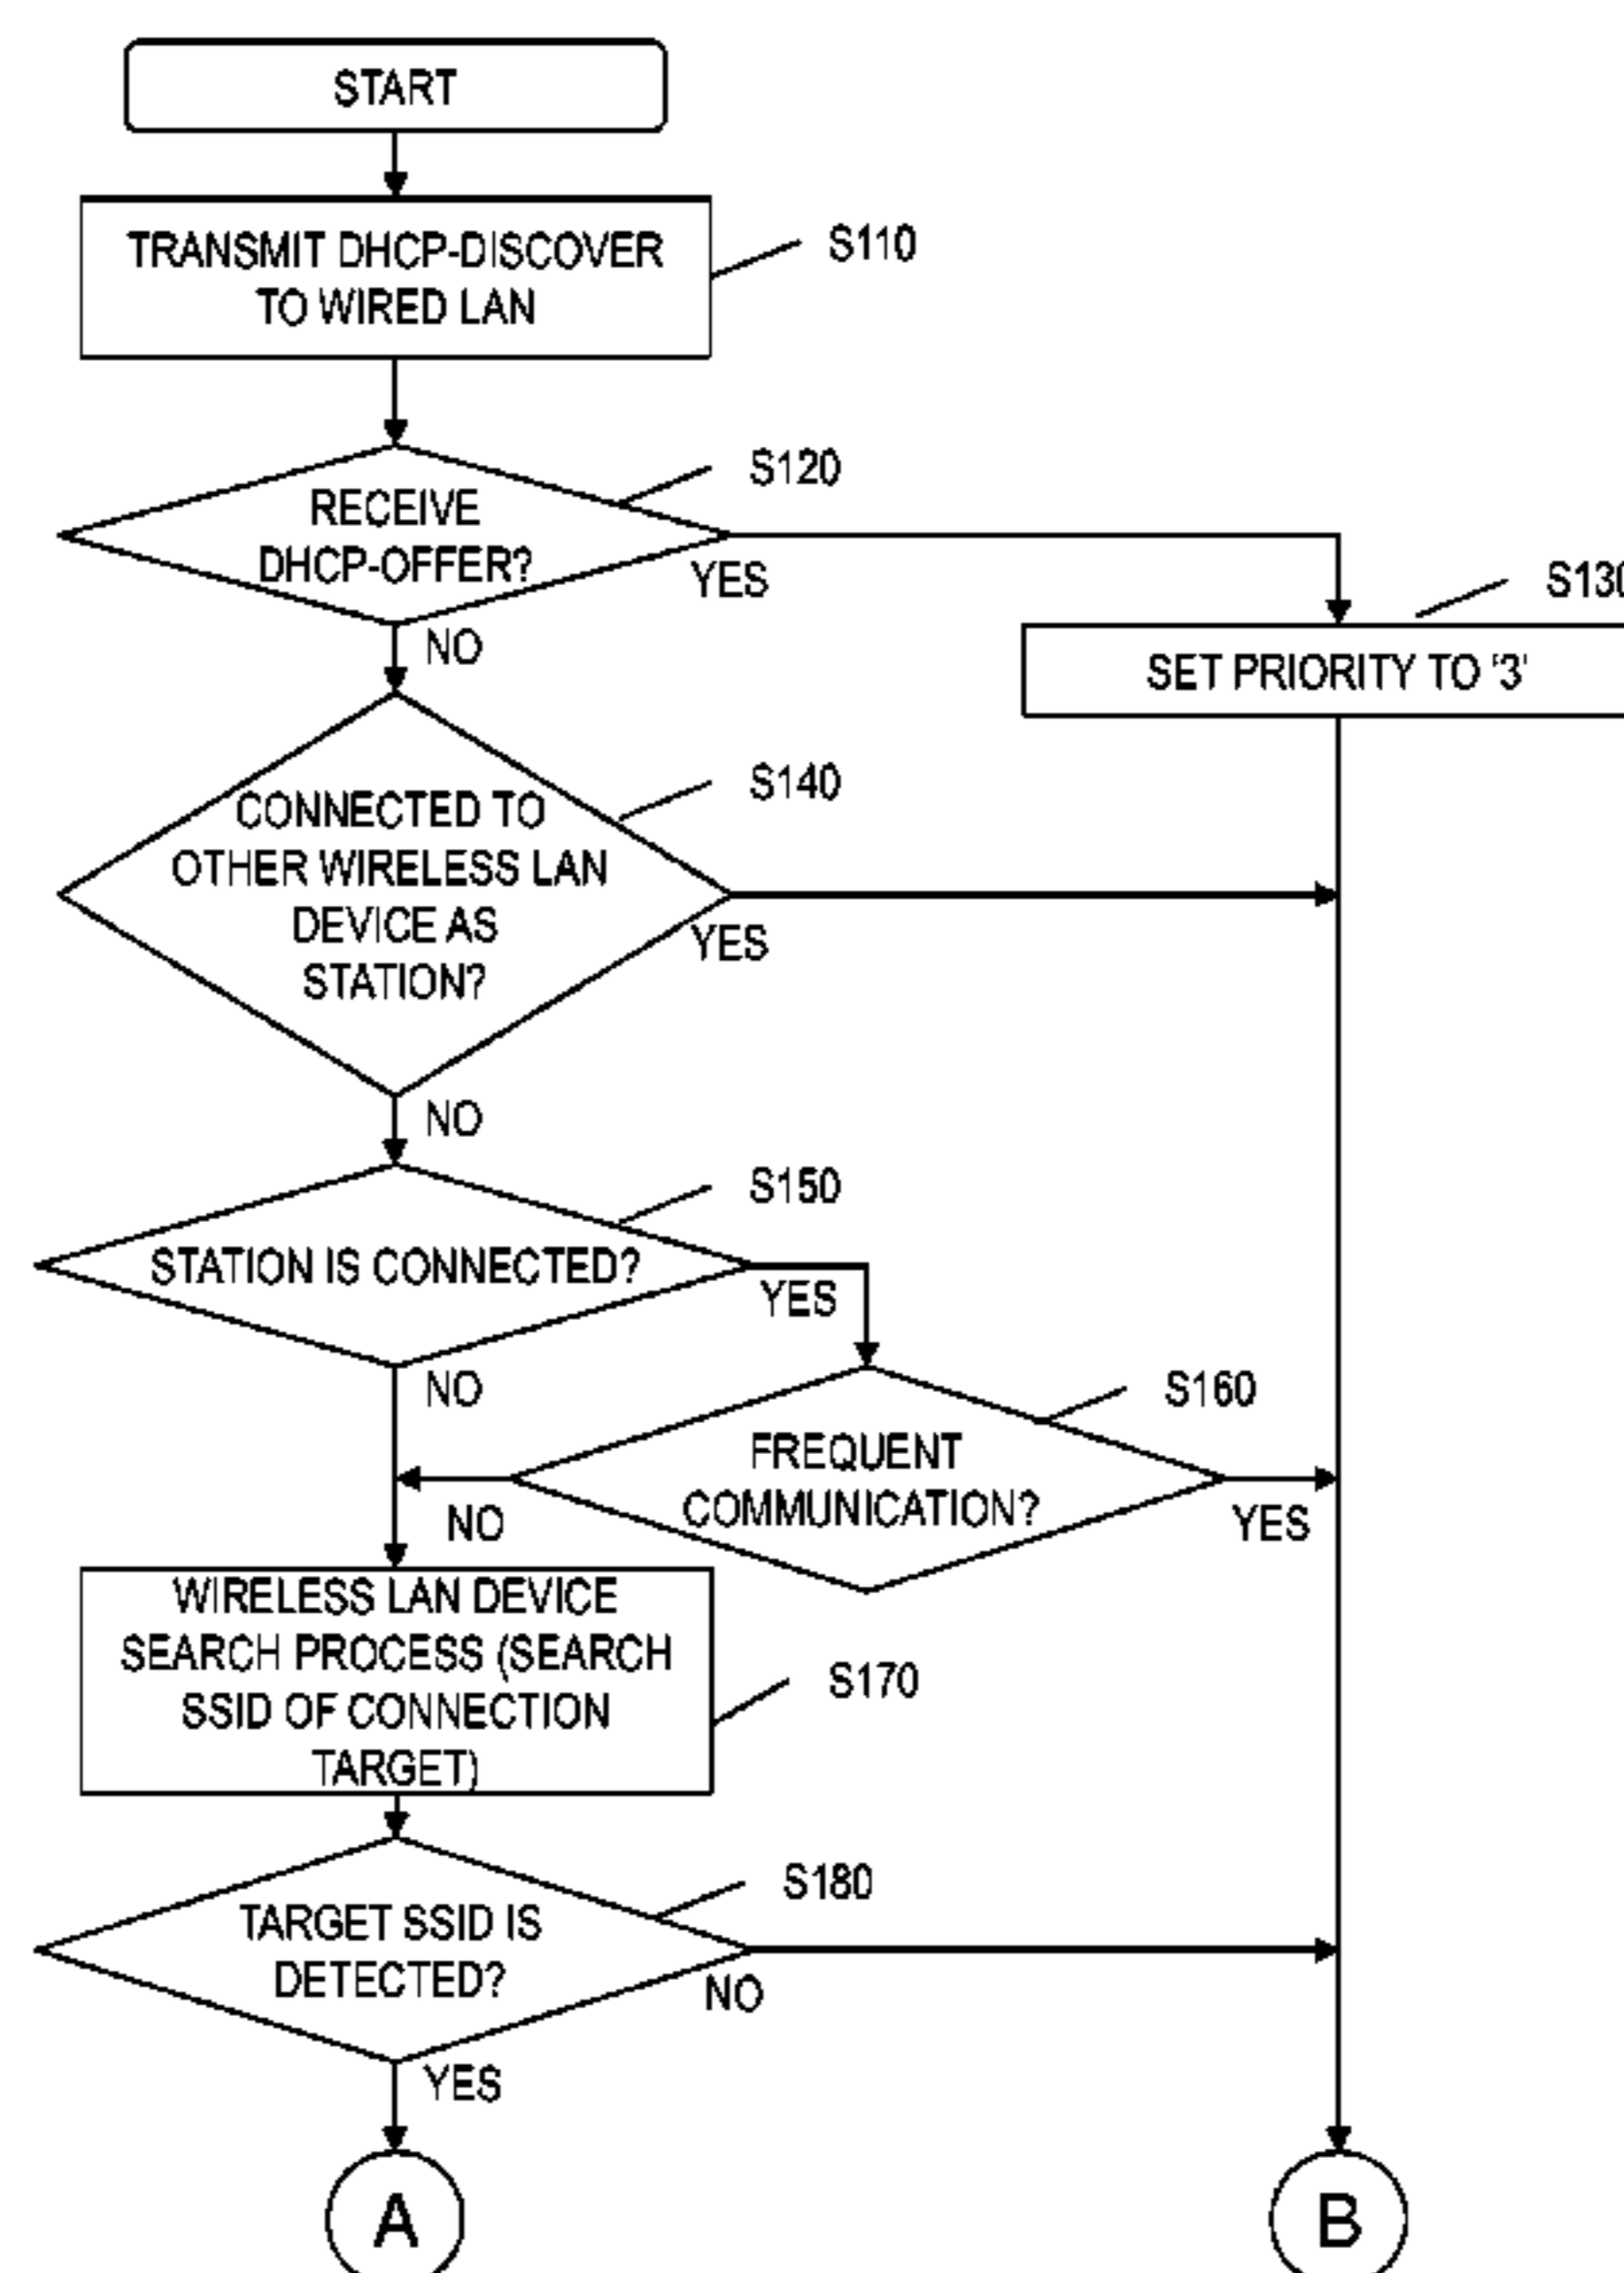 START
TRANSMIT DHCP-DISCOVER
TO WIRED LAN
S110
RECEIVE
DHCP-OFFER?
S120
YES
NO
S130
SET PRIORITY TO '3'
CONNECTED TO
OTHER WIRELESS LAN
DEVICE AS
STATION?
S140
YES
NO
STATION IS CONNECTED?
S150
YES
NO
FREQUENT
COMMUNICATION?
S160
NO
YES
WIRELESS LAN DEVICE
SEARCH PROCESS (SEARCH
SSID OF CONNECTION
TARGET)
S170
TARGET SSID IS
DETECTED?
S180
NO
YES
A
B